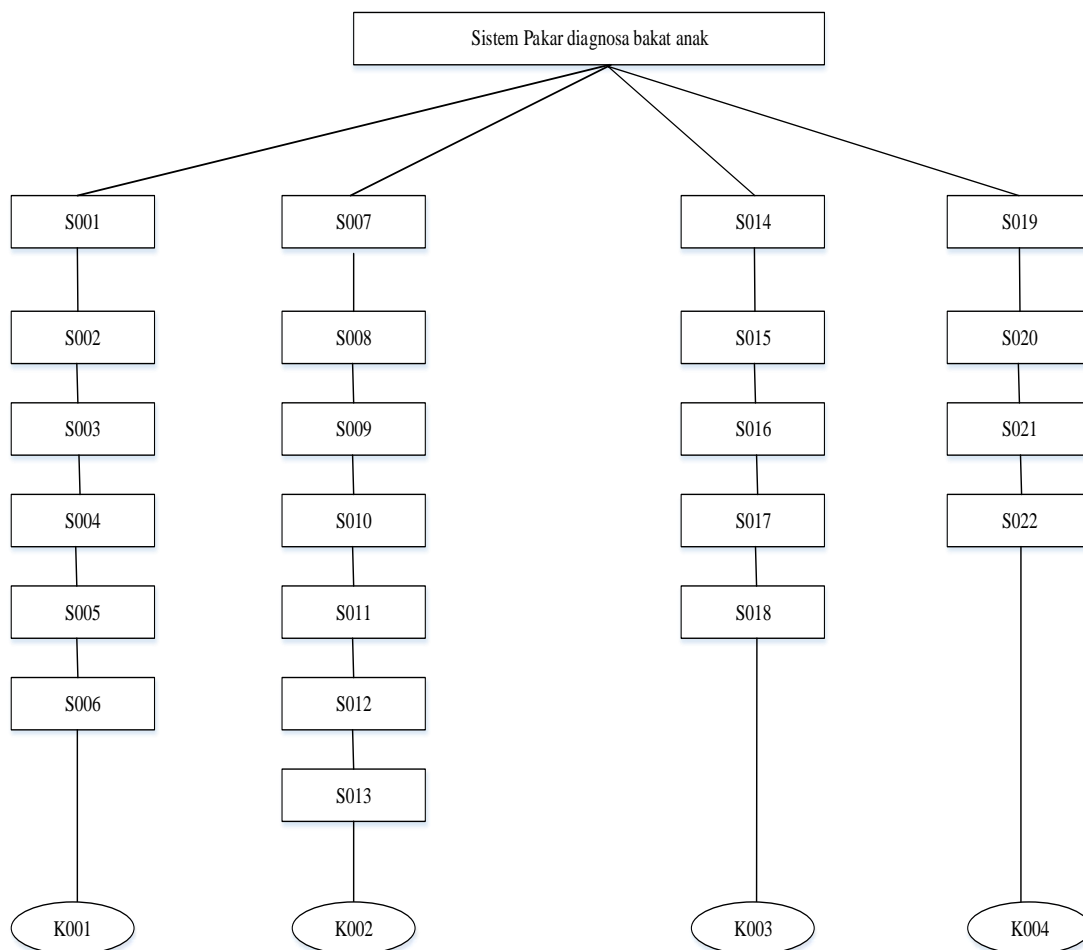 Sistem Pakar diagnosa bakat anak
S001
S007
S014
S019
S002
S008
S015
S020
S003
S009
S016
S021
S004
S010
S017
S022
S005
S011
S018
S006
S012
S013
K001
K002
K003
K004